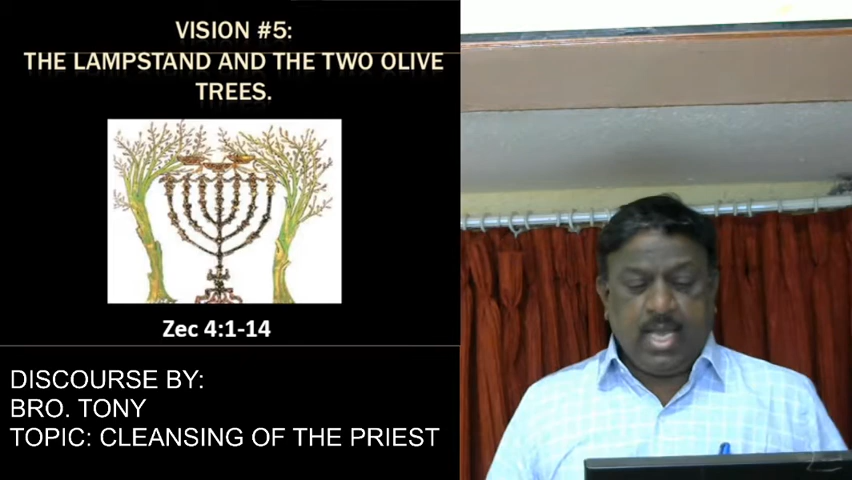 VISION #5:
THE LAMPSTAND AND THE TWO OLIVE
TREES.
Zec 4:1-14
DISCOURSE BY:
BRO. TONY
TOPIC: CLEANSING OF THE PRIEST